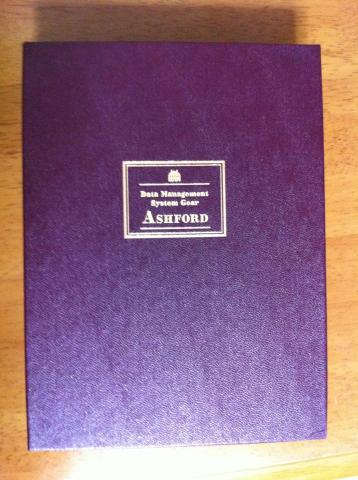 Data Management
System Gear
ASHFORD